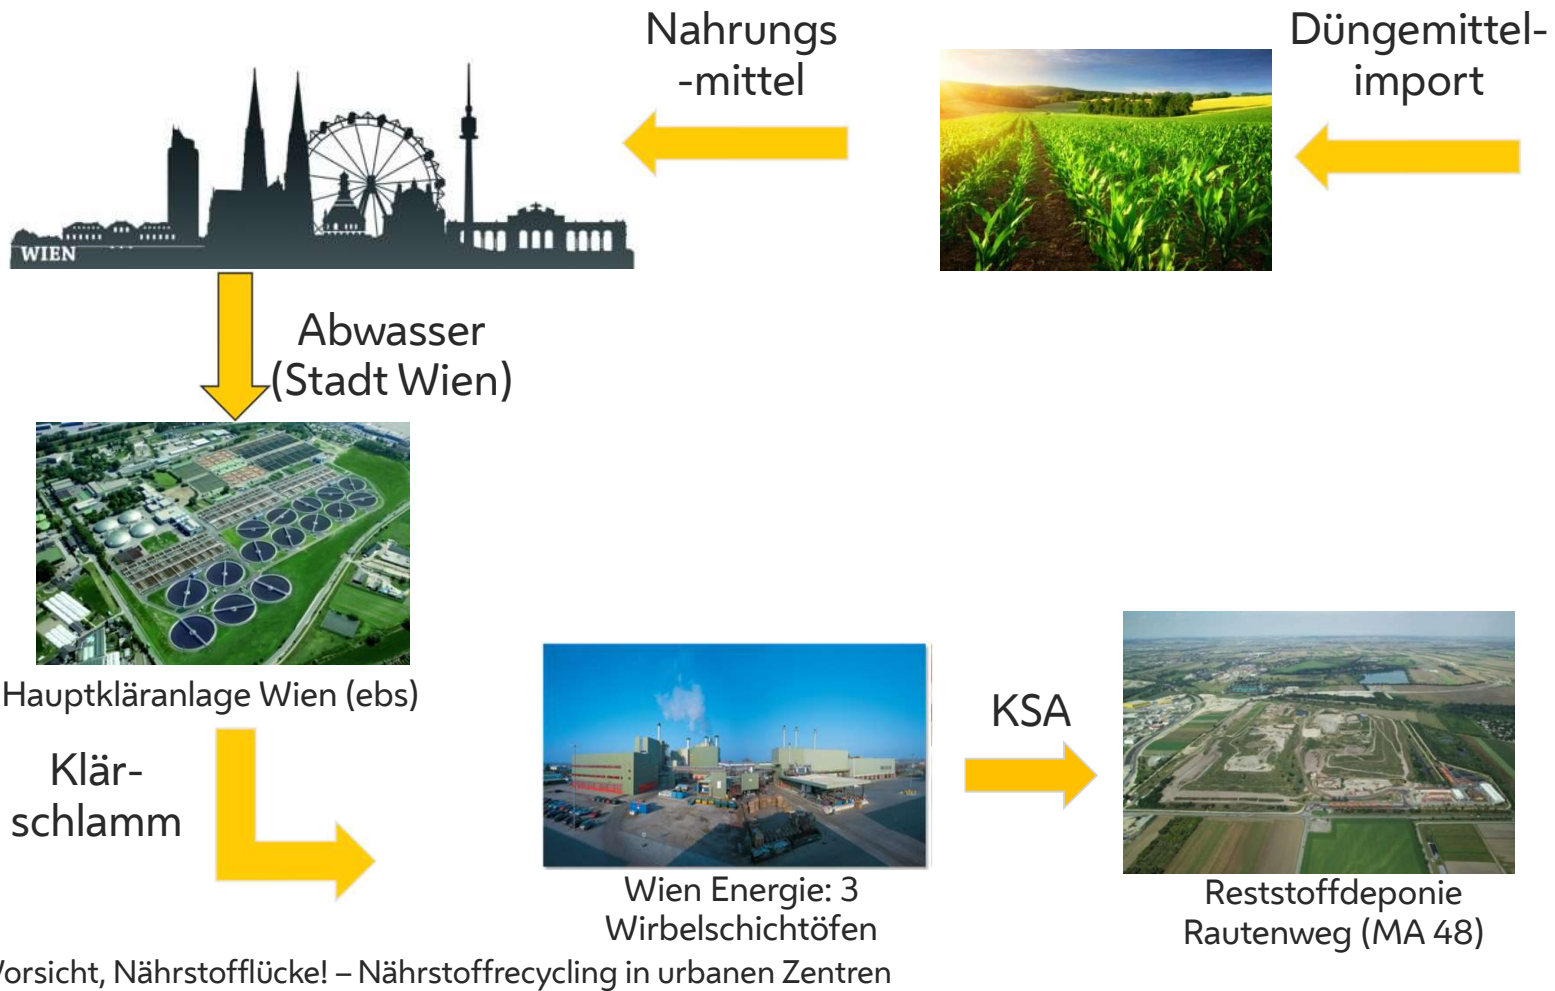 Nahrungs
-mittel
Düngemittel-
import
WIEN
Abwasser
(Stadt Wien)
Hauptkläranlage Wien (ebs)
Klär-
schlamm
KSA
Wien Energie: 3
Wirbelschichtöfen
Reststoffdeponie
Rautenweg (MA 48)
Vorsicht, Nährstofflücke! – Nährstoffrecycling in urbanen Zentren